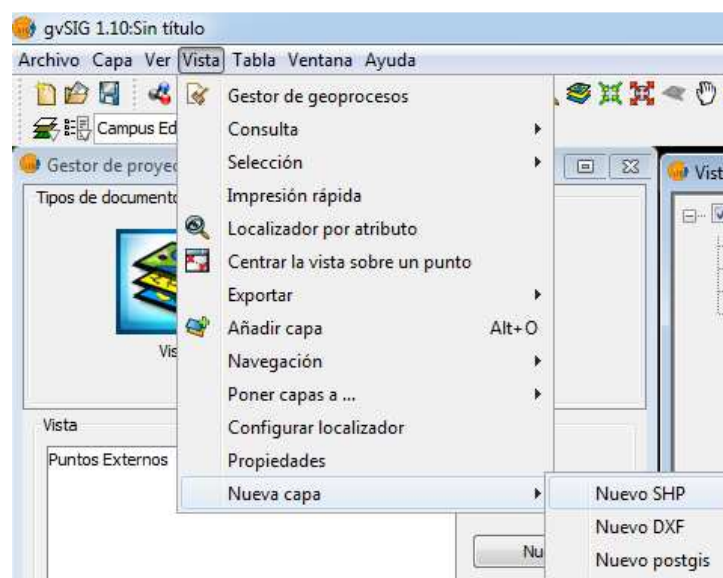 gvSIG 1.10:Sin título
Archivo Capa Ver Vista Tabla Ventana Ayuda
Gestor de geoprocesos
Campus Ed
Consulta
Gestor de proyec
Selección
Vist
Tipos de documento
Impresión rápida
Localizador por atributo
Centrar la vista sobre un punto
Exportar
Añadir capa Alt+O
Vis
Navegación
Poner capas a ...
Vista
Configurar localizador
Puntos Externos
Propiedades
Nueva capa
Nuevo SHP
Nuevo DXF
Nu
Nuevo postgis